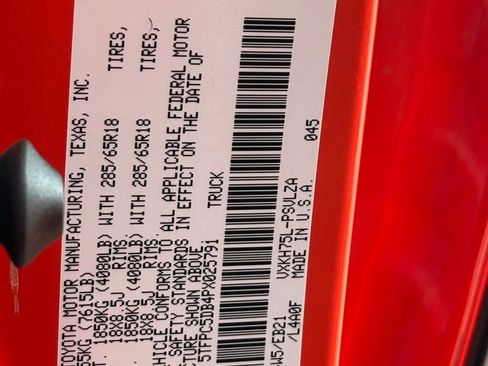 TOYOTA MOTOR MANUFACTURING, TEXAS, INC.
55KG (7615LB)
T. 1850KG (4080LB) WITH 285/65R18 TIRES,
18X8.5J RIMS
1850KG (4080LB) WITH 285/65R18 TIRES,
18X8.5J RIMS.
HICLE CONFORMS TO ALL APPLICABLE FEDERAL MOTOR
SAFETY STANDARDS IN EFFECT ON THE DATE OF
CTURE SHOWN ABOVE.
5TFPC5DB4PX025791 TRUCK
UXKH75L-PSVLZA 045
W5/EB21
/L4A0F MADE IN U.S.A.